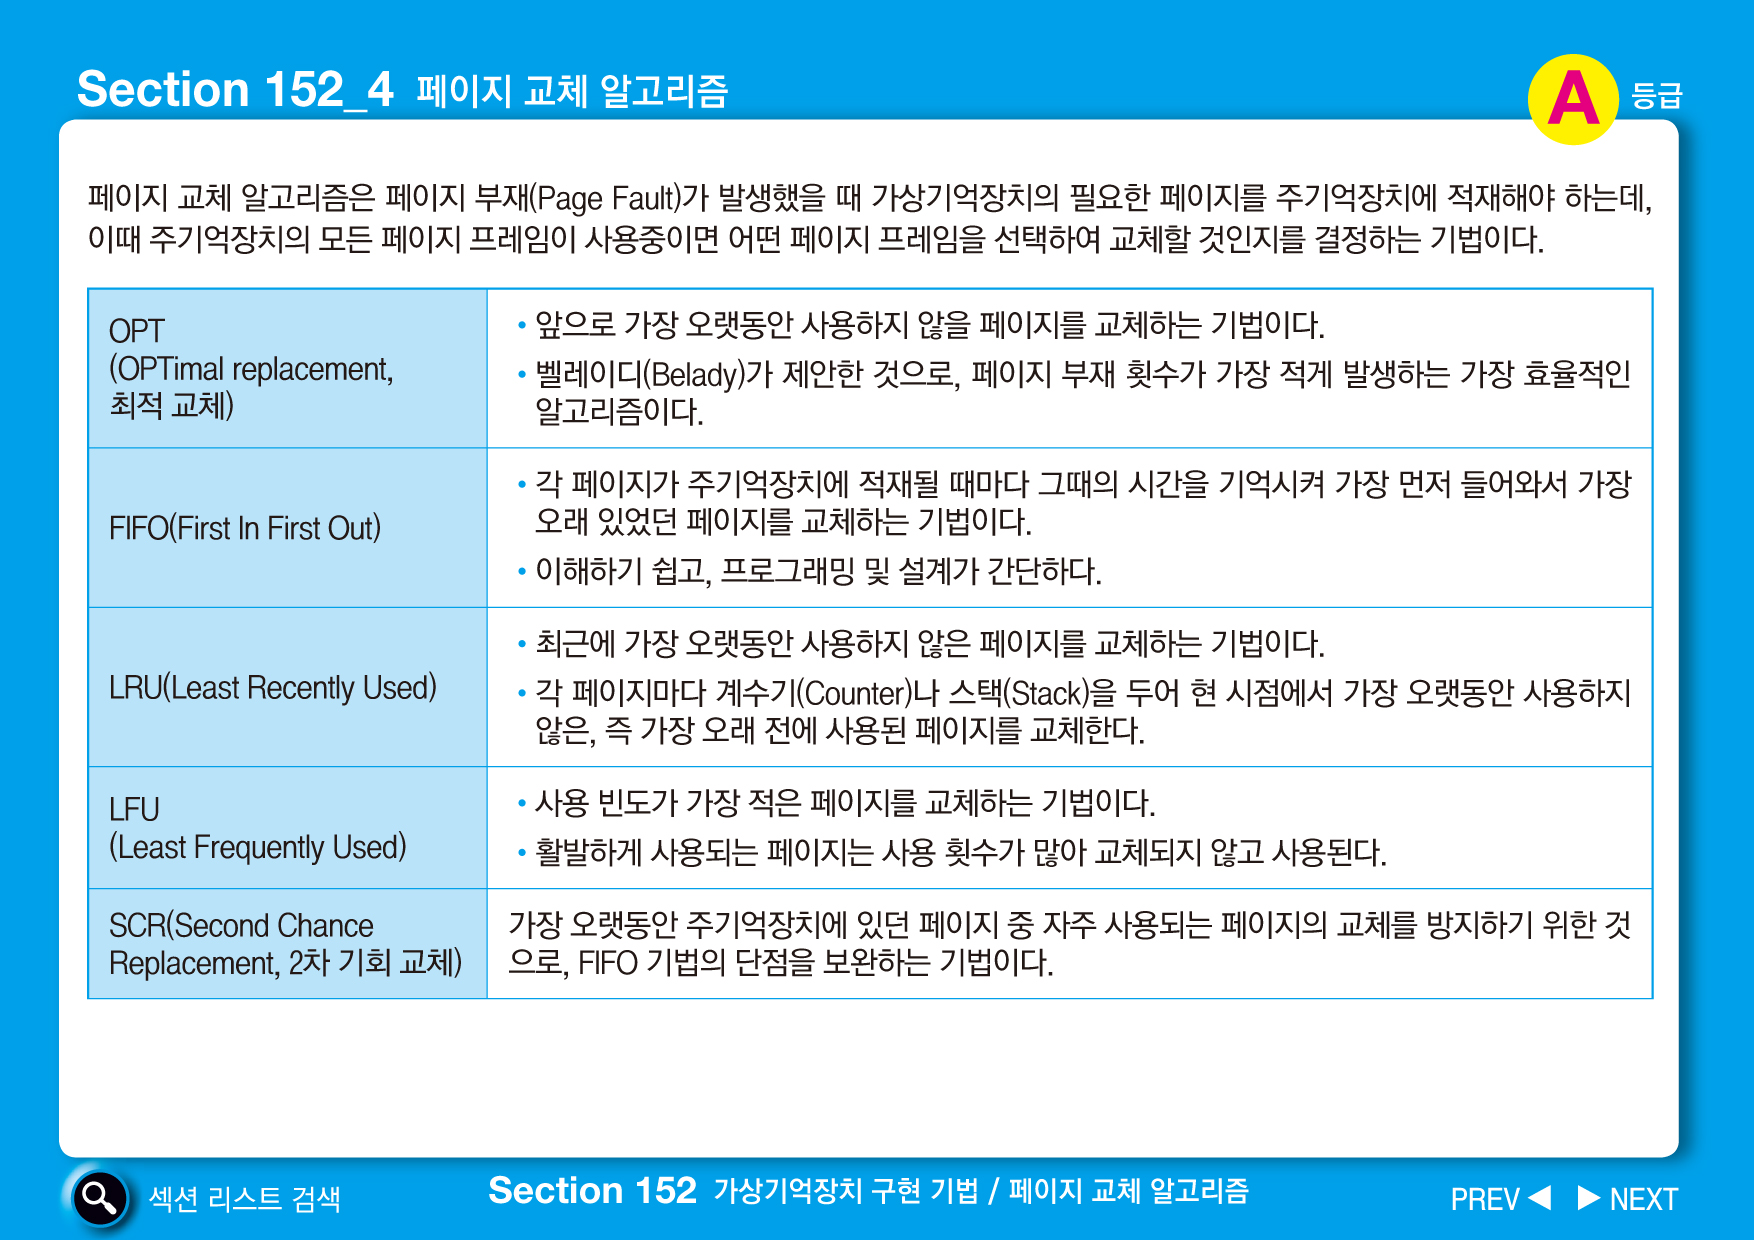 Section 152_4 페이지 교체 알고리즘
A 등급
페이지 교체 알고리즘은 페이지 부재(Page Fault)가 발생했을 때 가상기억장치의 필요한 페이지를 주기억장치에 적재해야 하는데,
이때 주기억장치의 모든 페이지 프레임이 사용중이면 어떤 페이지 프레임을 선택하여 교체할 것인지를 결정하는 기법이다.
OPT
(OPTimal replacement,
최적 교체)
• 앞으로 가장 오랫동안 사용하지 않을 페이지를 교체하는 기법이다.
• 벨레이디(Belady)가 제안한 것으로, 페이지 부재 횟수가 가장 적게 발생하는 가장 효율적인
알고리즘이다.
FIFO(First In First Out)
• 각 페이지가 주기억장치에 적재될 때마다 그때의 시간을 기억시켜 가장 먼저 들어와서 가장
오래 있었던 페이지를 교체하는 기법이다.
• 이해하기 쉽고, 프로그래밍 및 설계가 간단하다.
LRU(Least Recently Used)
• 최근에 가장 오랫동안 사용하지 않은 페이지를 교체하는 기법이다.
• 각 페이지마다 계수기(Counter)나 스택(Stack)을 두어 현 시점에서 가장 오랫동안 사용하지
않은, 즉 가장 오래 전에 사용된 페이지를 교체한다.
LFU
(Least Frequently Used)
• 사용 빈도가 가장 적은 페이지를 교체하는 기법이다.
• 활발하게 사용되는 페이지는 사용 횟수가 많아 교체되지 않고 사용된다.
SCR(Second Chance
Replacement, 2차 기회 교체)
가장 오랫동안 주기억장치에 있던 페이지 중 자주 사용되는 페이지의 교체를 방지하기 위한 것
으로, FIFO 기법의 단점을 보완하는 기법이다.
섹션 리스트 검색
Section 152 가상기억장치 구현 기법 / 페이지 교체 알고리즘
PREV ◀ ▶ NEXT